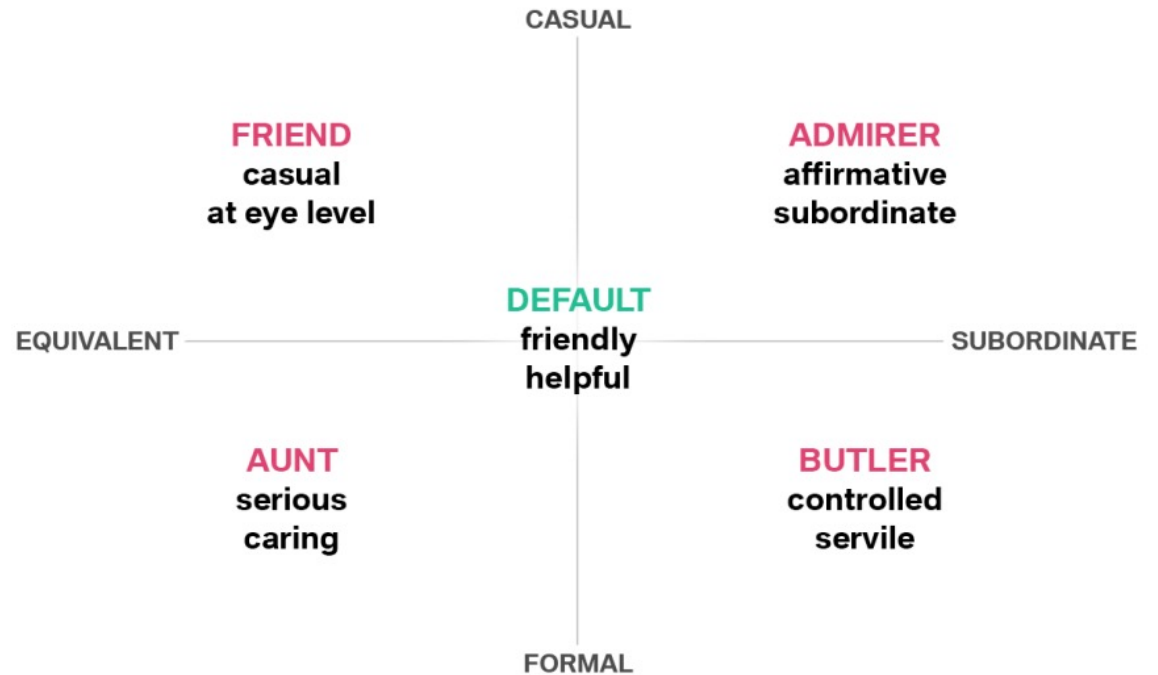 CASUAL
FRIEND
casual
at eye level
ADMIRER
affirmative
subordinate
DEFAULT
friendly
helpful
EQUIVALENT
SUBORDINATE
AUNT
serious
caring
BUTLER
controlled
servile
FORMAL